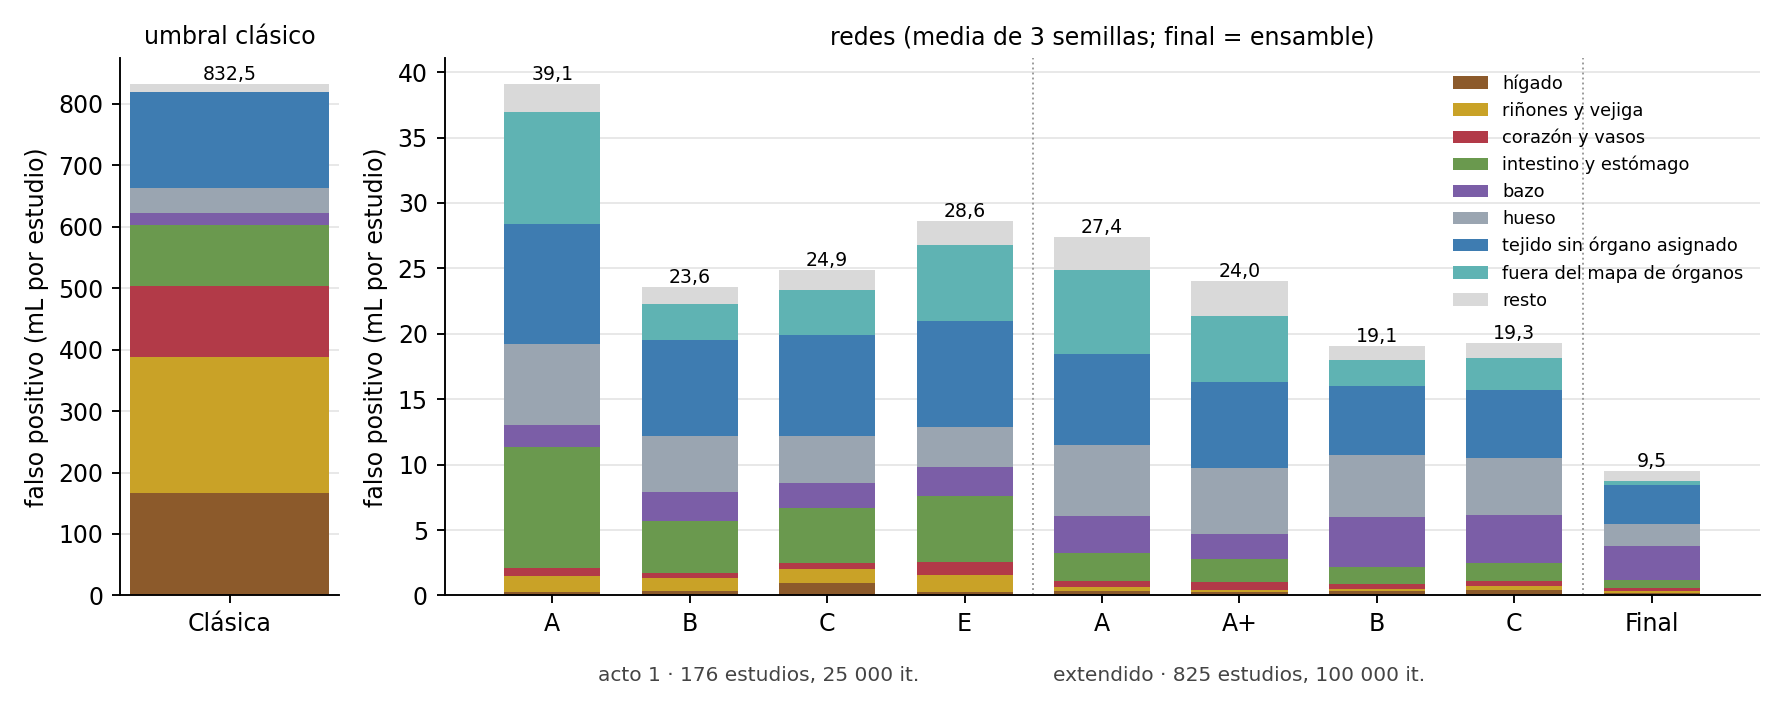 umbral clásico
redes (media de 3 semillas; final = ensamble)
falso positivo (mL por estudio)
800
700
600
500
400
300
200
100
0
832,5
Clásica
falso positivo (mL por estudio)
40
35
30
25
20
15
10
5
0
39,1
23,6
24,9
28,6
27,4
24,0
19,1
19,3
9,5
hígado
riñones y vejiga
corazón y vasos
intestino y estómago
bazo
hueso
tejido sin órgano asignado
fuera del mapa de órganos
resto
A
B
C
E
A
A+
B
C
Final
acto 1 · 176 estudios, 25 000 it.
extendido · 825 estudios, 100 000 it.